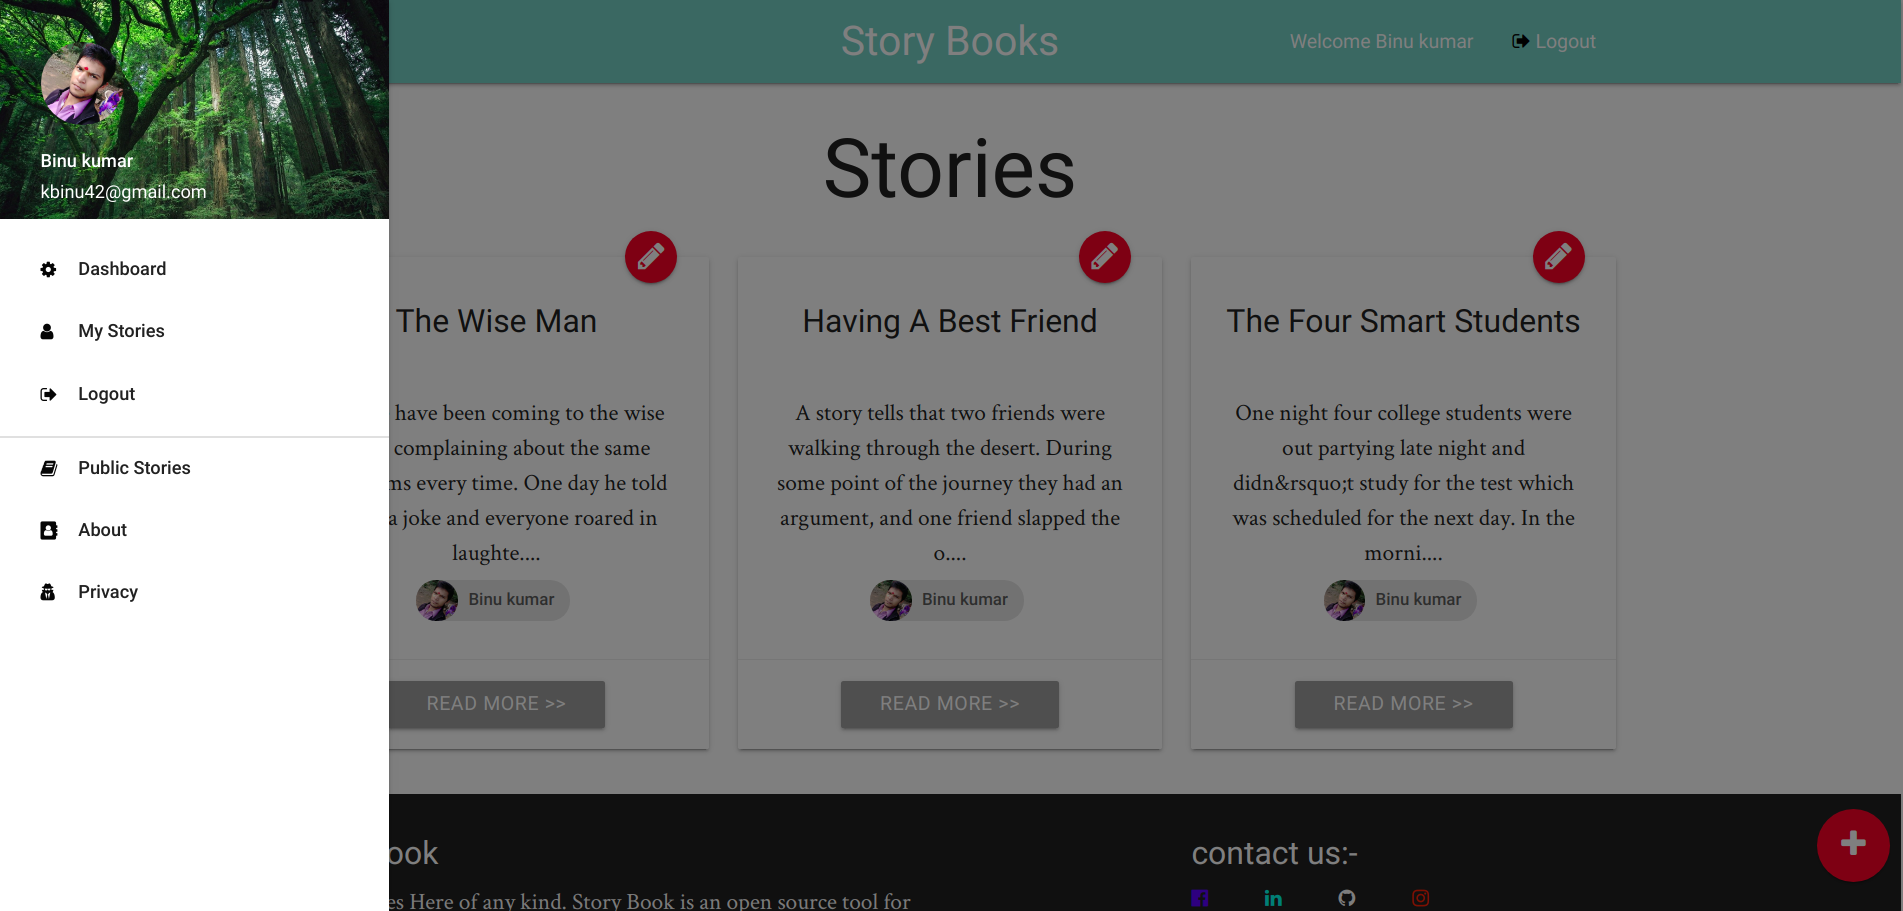 Binu kumar
kbinu42@gmail.com
Dashboard
My Stories
Logout
Public Stories
About
Privacy
Story Books
Welcome Binu kumar
Logout
Stories
The Wise Man
have been coming to the wise
complaining about the same
every time. One day he told
a joke and everyone roared in
laughte....
Binu kumar
READ MORE >>
Having A Best Friend
A story tells that two friends were
walking through the desert. During
some point of the journey they had an
argument, and one friend slapped the
o....
Binu kumar
READ MORE >>
The Four Smart Students
One night four college students were
out partying late night and
didn&rsquo;t study for the test which
was scheduled for the next day. In the
morni....
Binu kumar
READ MORE >>
ook
Here of any kind. Story Book is an open source tool for
contact us:-